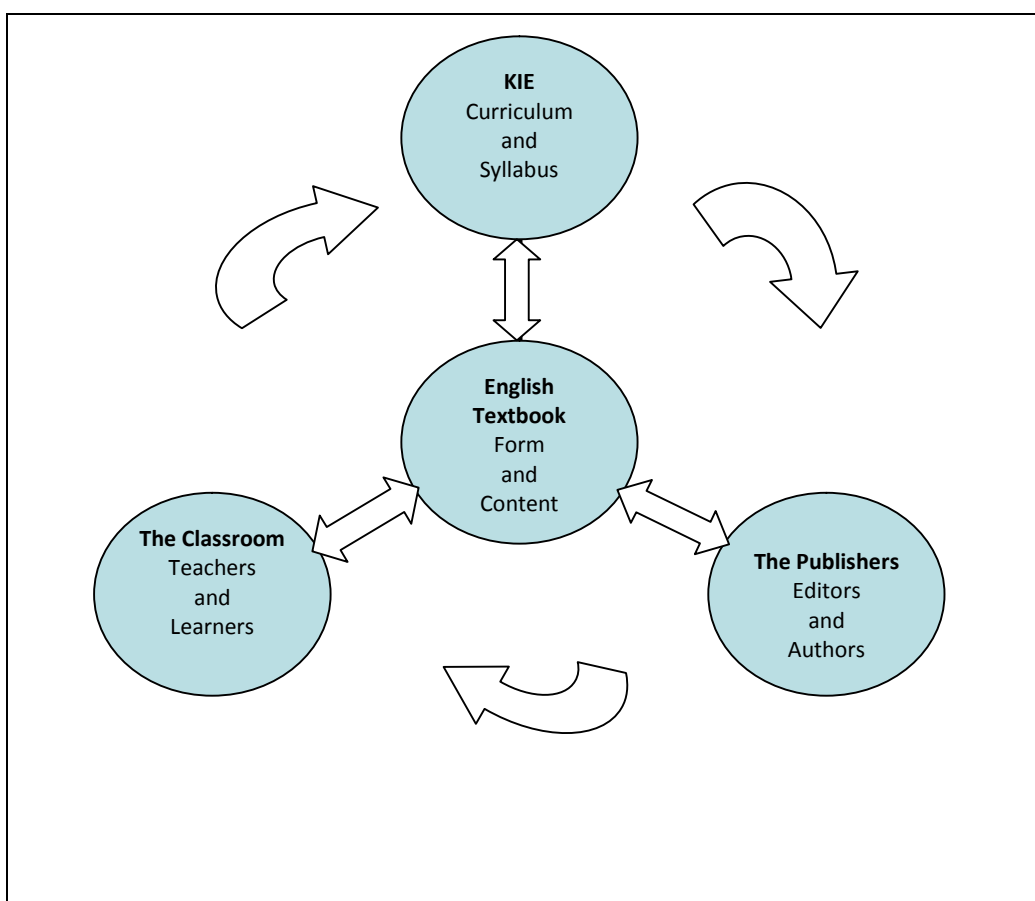 KIE
Curriculum
and
Syllabus
English
Textbook
Form
and
Content
The Classroom
Teachers
and
Learners
The Publishers
Editors
and
Authors